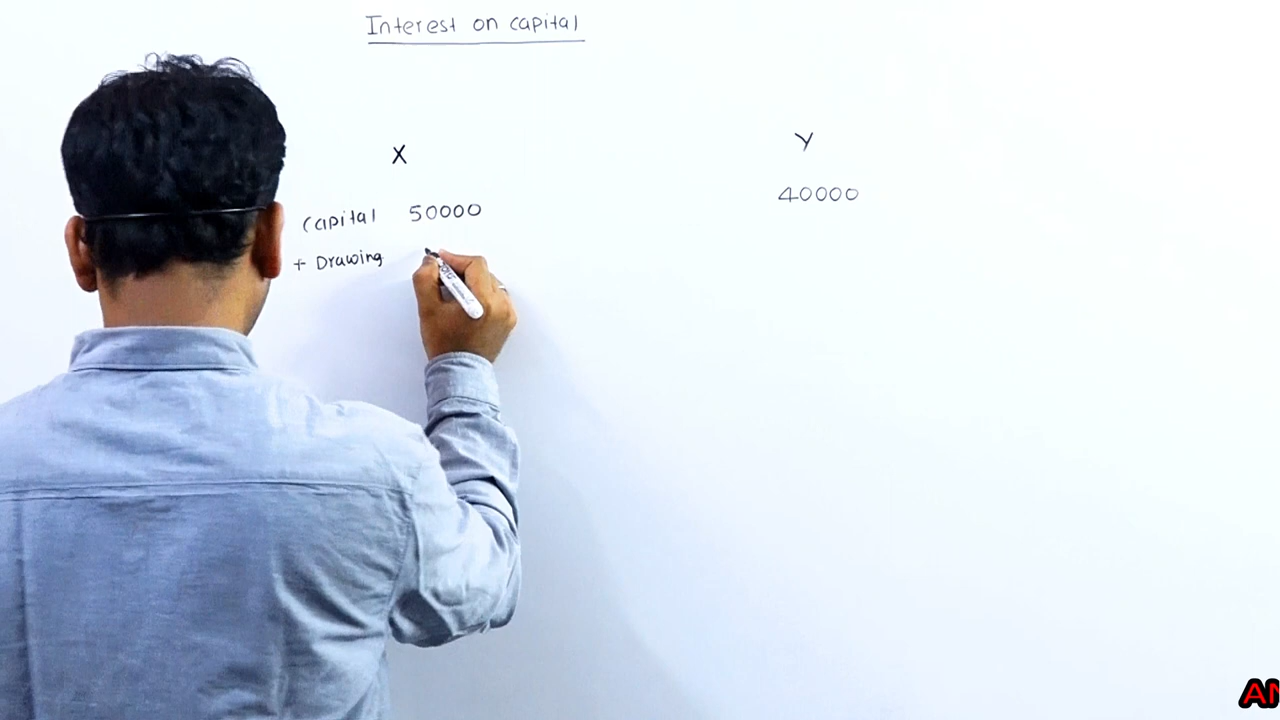 Interest on capital
X
Y
capital 50000
40000
+ Drawing